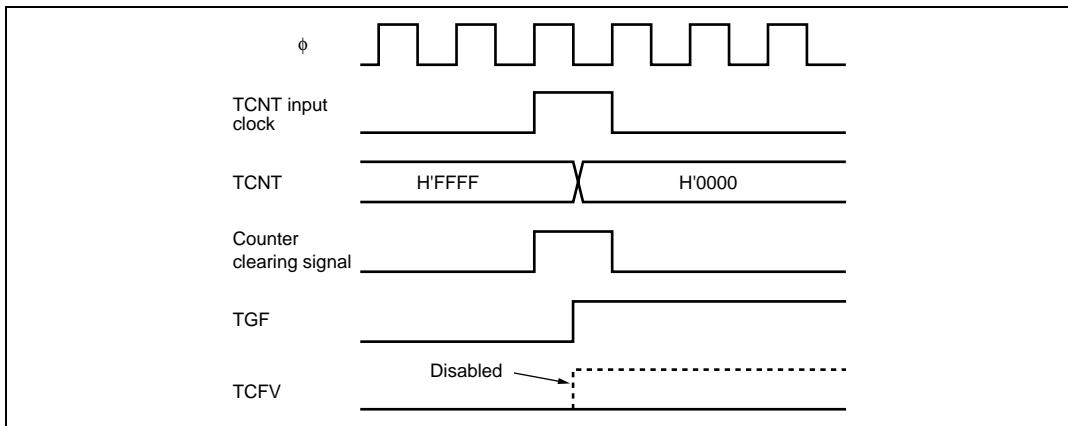 ϕ
TCNT input
clock
TCNT
H'FFFF
H'0000
Counter
clearing signal
TGF
Disabled
TCFV